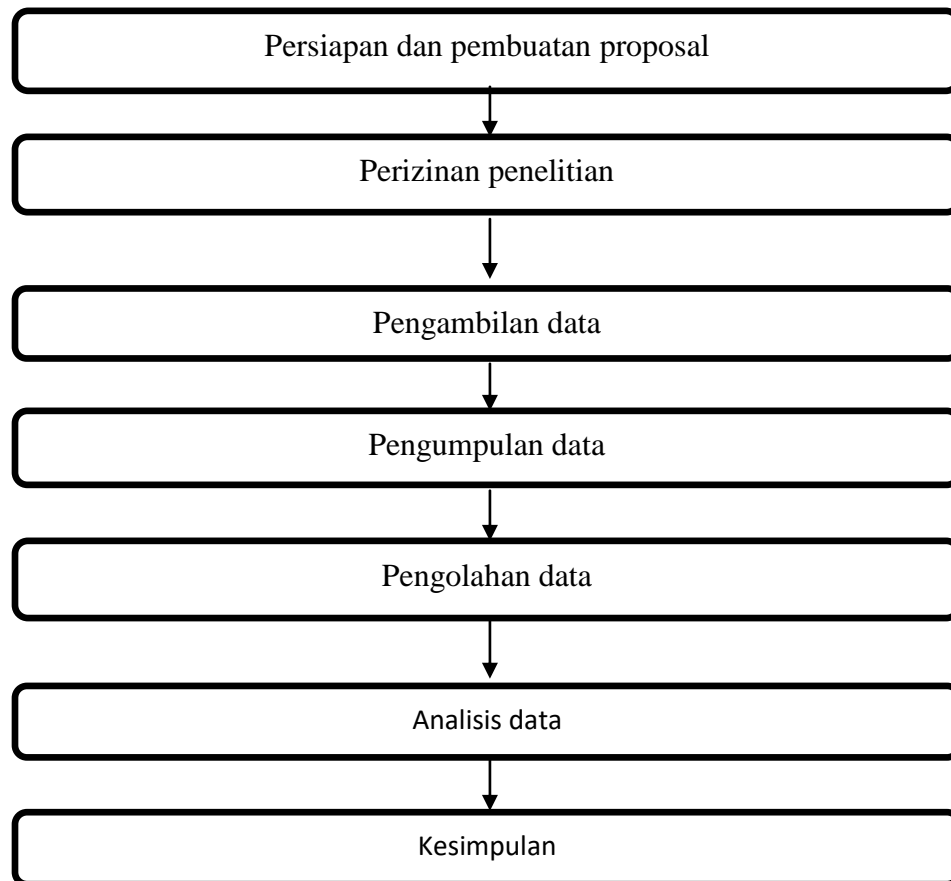 Persiapan dan pembuatan proposal
Perizinan penelitian
Pengambilan data
Pengumpulan data
Pengolahan data
Analisis data
Kesimpulan